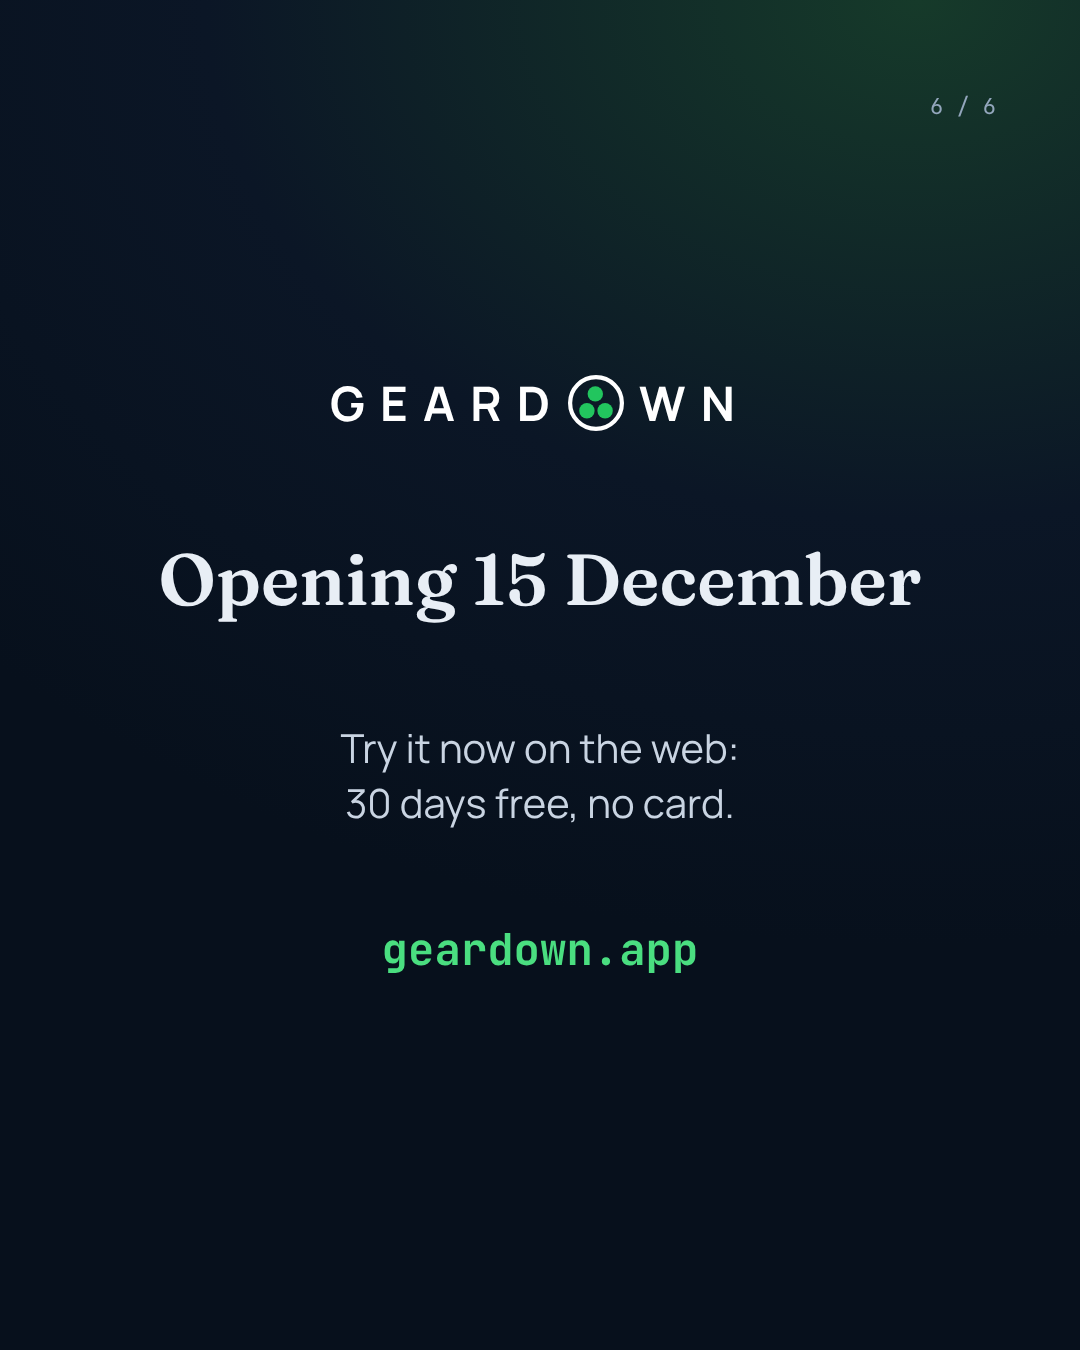 6 / 6
GEARDOWN
Opening 15 December
Try it now on the web:
30 days free, no card.
geardown.app